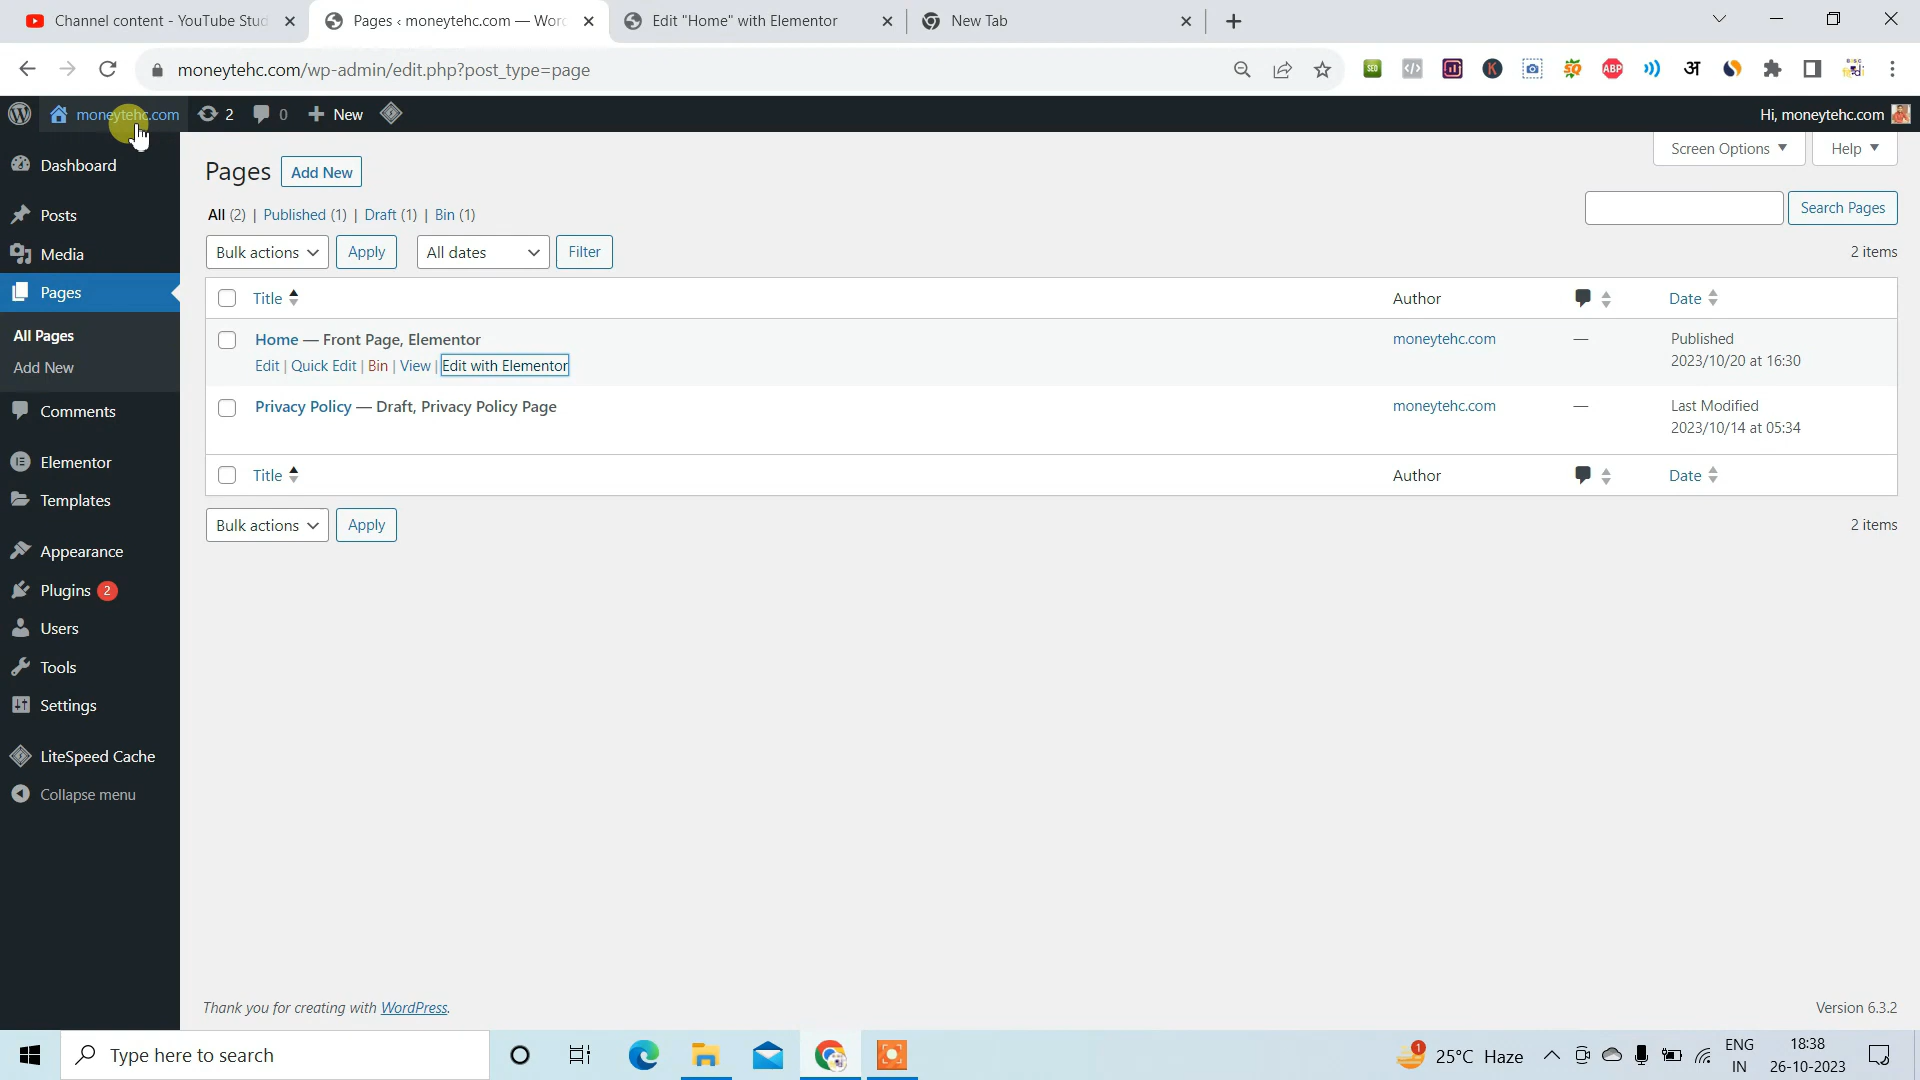 Channel content - YouTube Stud
Pages ‹ moneytehc.com — Wor
Edit "Home" with Elementor
New Tab
moneytehc.com/wp-admin/edit.php?post_type=page
moneytehc.com 2 0 New
Hi, moneytehc.com
Dashboard
Posts
Media
Pages
All Pages
Add New
Comments
Elementor
Templates
Appearance
Plugins 2
Users
Tools
Settings
LiteSpeed Cache
Collapse menu
Screen Options
Help
Pages Add New
All (2) | Published (1) | Draft (1) | Bin (1)
Search Pages
Bulk actions Apply All dates Filter
2 items
Title Author Date
Home — Front Page, Elementor moneytehc.com — Published
Edit | Quick Edit | Bin | View | Edit with Elementor 2023/10/20 at 16:30
Privacy Policy — Draft, Privacy Policy Page moneytehc.com — Last Modified
2023/10/14 at 05:34
Title Author Date
Bulk actions Apply
2 items
Thank you for creating with WordPress.
Version 6.3.2
Type here to search
1
25°C Haze
ENG
IN
18:38
26-10-2023
SEO
K
SQ
ABP
अ